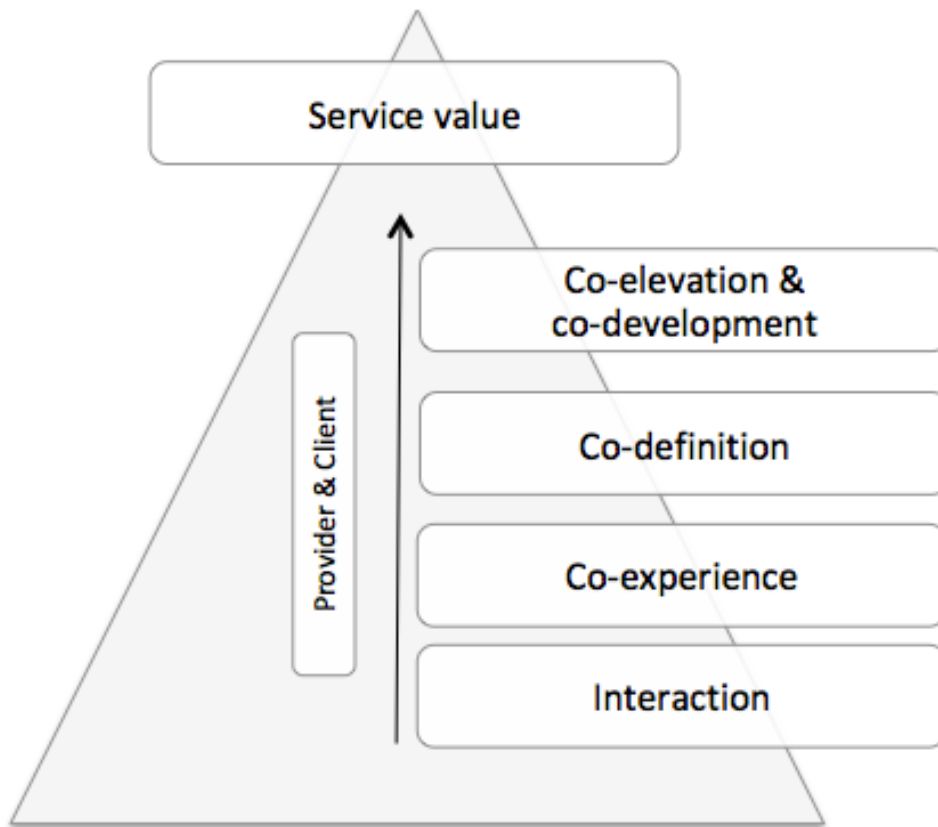 Service value
Co-elevation &
co-development
Provider & Client
Co-definition
Co-experience
Interaction